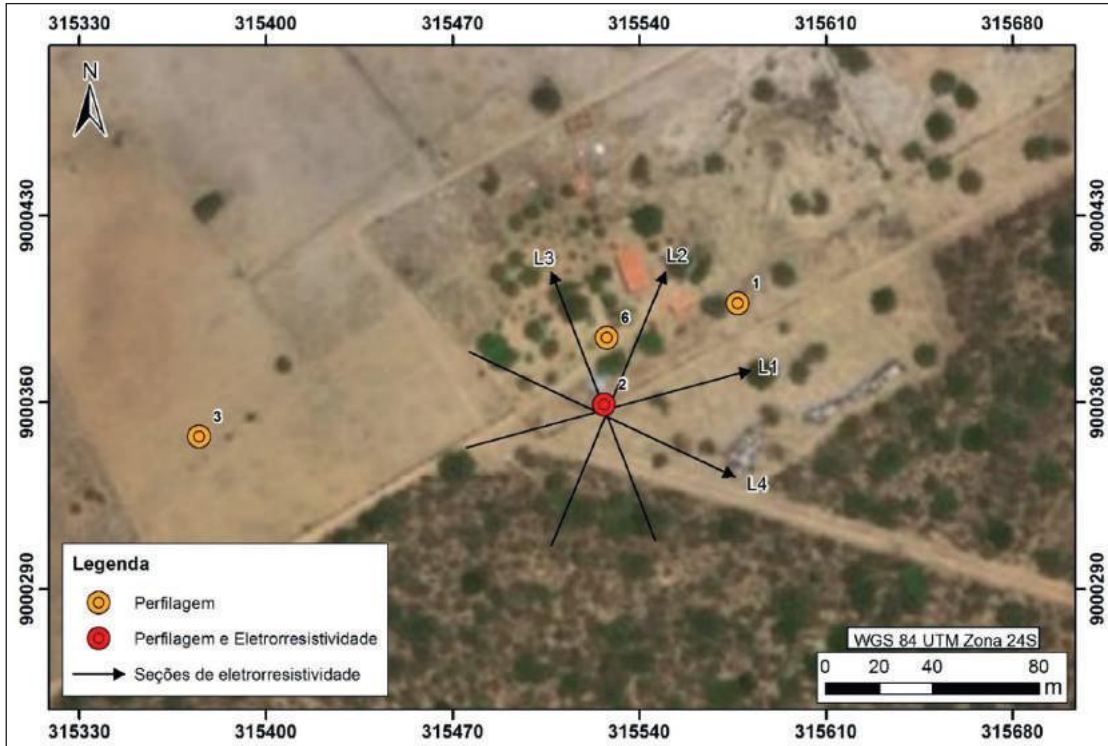 315330 315400 315470 315540 315610 315680
N
9000430 9000430
L3 L2
1
6
L1
9000360 9000360
2
3
L4
9000290 9000290
Legenda
Perfilagem
Perfilagem e Eletrorresistividade
Seções de eletrorresistividade
WGS 84 UTM Zona 24S
0 20 40 80
m
315330 315400 315470 315540 315610 315680